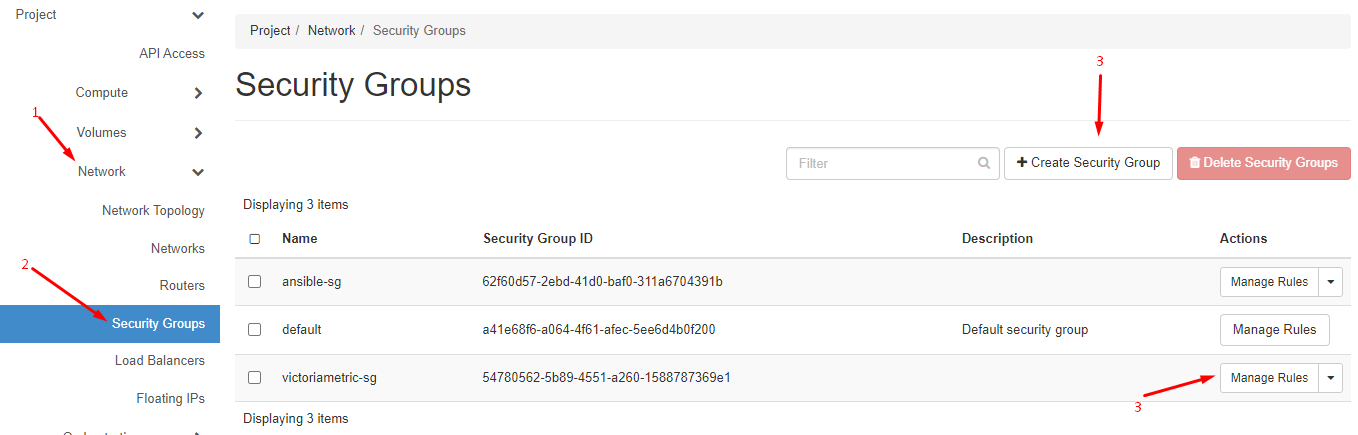 Project
API Access
Compute
Volumes
Network
Network Topology
Networks
Routers
Security Groups
Load Balancers
Floating IPs
1
2
Project / Network / Security Groups
Security Groups
3
Filter
Create Security Group
Delete Security Groups
Displaying 3 items
Name Security Group ID Description Actions
ansible-sg 62f60d57-2ebd-41d0-baf0-311a6704391b Manage Rules
default a41e68f6-a064-4f61-afec-5ee6d4b0f200 Default security group Manage Rules
victoriametric-sg 54780562-5b89-4551-a260-1588787369e1 Manage Rules
3
Displaying 3 items